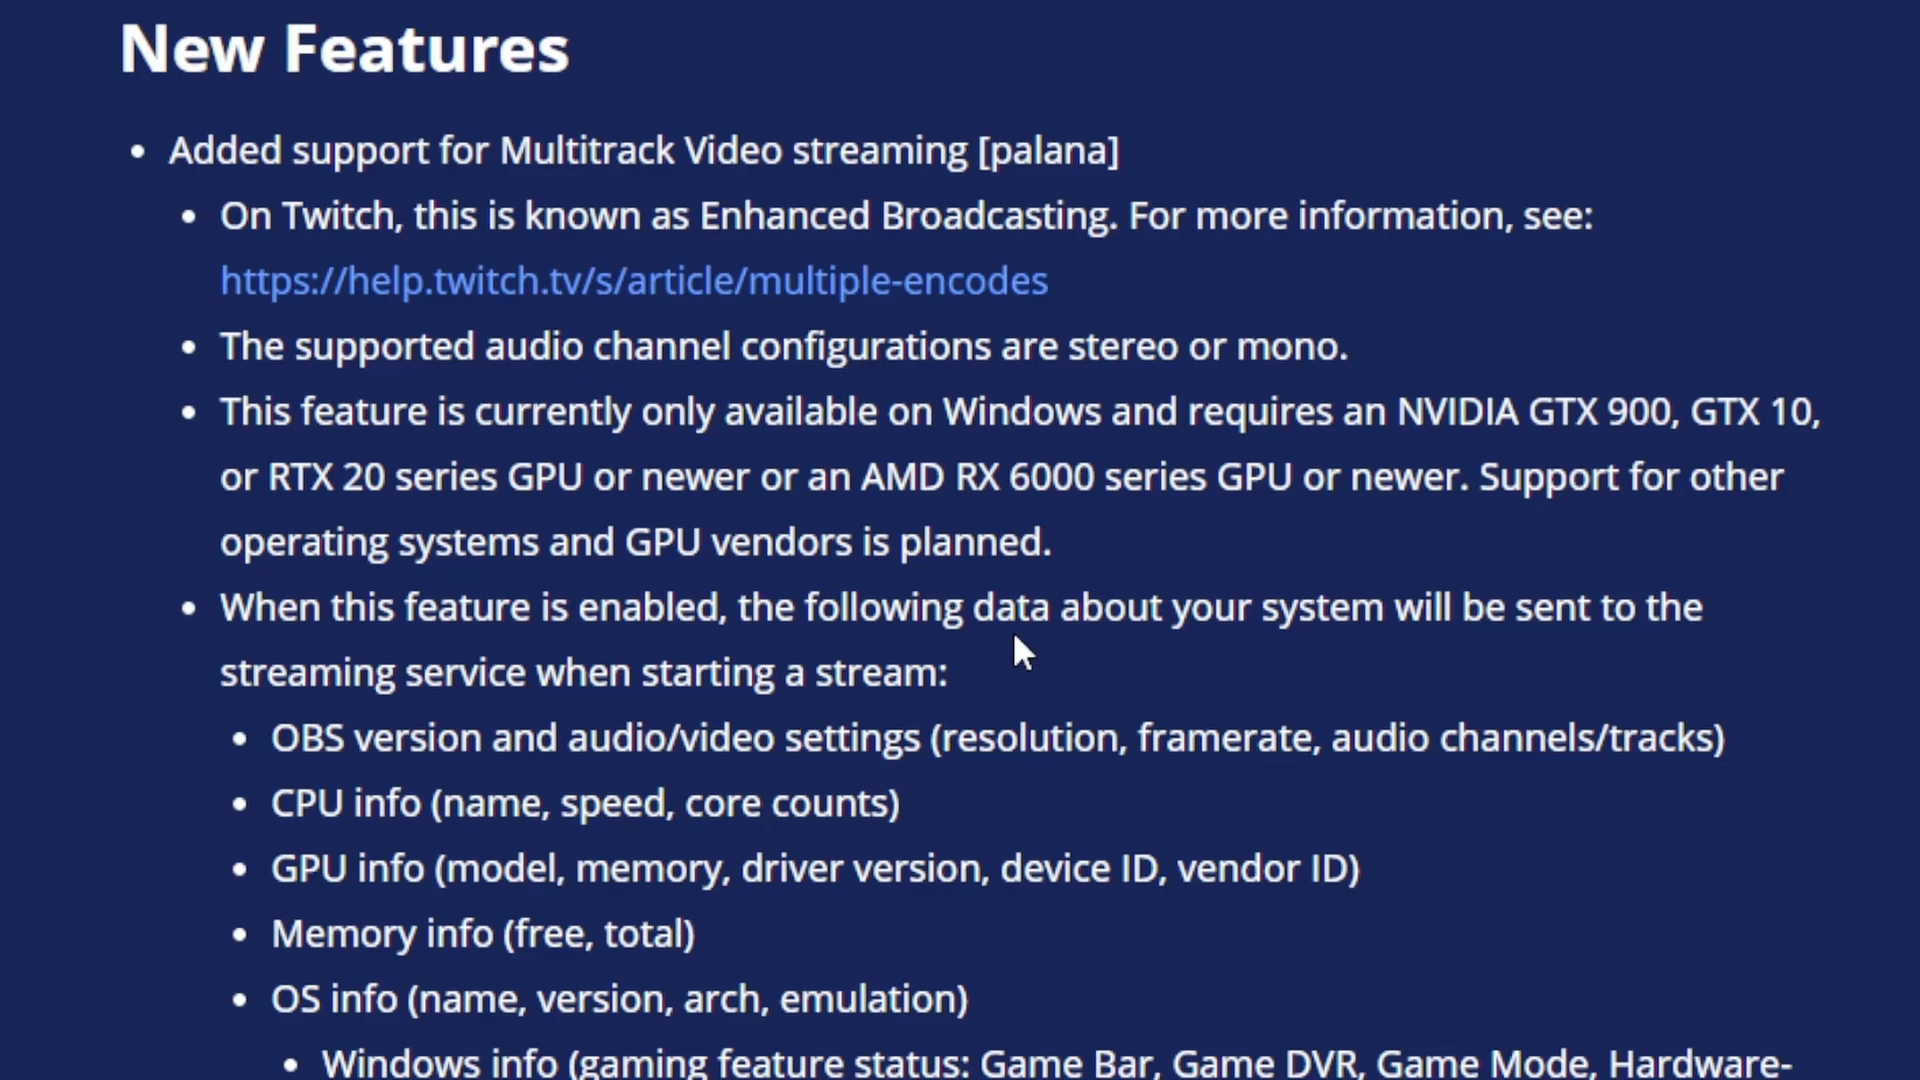 New Features
• Added support for Multitrack Video streaming [palana]
• On Twitch, this is known as Enhanced Broadcasting. For more information, see:
https://help.twitch.tv/s/article/multiple-encodes
• The supported audio channel configurations are stereo or mono.
• This feature is currently only available on Windows and requires an NVIDIA GTX 900, GTX 10,
or RTX 20 series GPU or newer or an AMD RX 6000 series GPU or newer. Support for other
operating systems and GPU vendors is planned.
• When this feature is enabled, the following data about your system will be sent to the
streaming service when starting a stream:
• OBS version and audio/video settings (resolution, framerate, audio channels/tracks)
• CPU info (name, speed, core counts)
• GPU info (model, memory, driver version, device ID, vendor ID)
• Memory info (free, total)
• OS info (name, version, arch, emulation)
• Windows info (gaming feature status: Game Bar, Game DVR, Game Mode, Hardware-